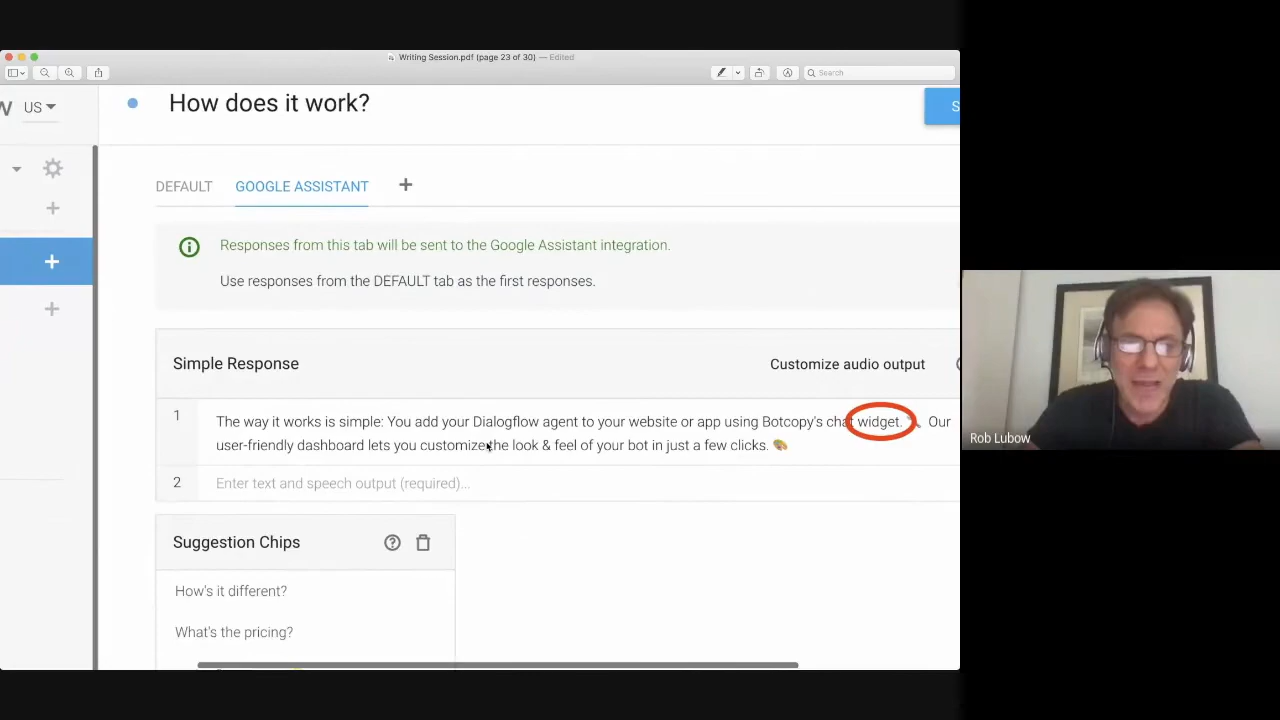 Writing Session.pdf (page 23 of 30) — Edited
Search
US
How does it work?
S
DEFAULT
GOOGLE ASSISTANT
Responses from this tab will be sent to the Google Assistant integration.
Use responses from the DEFAULT tab as the first responses.
Simple Response
Customize audio output
1
The way it works is simple: You add your Dialogflow agent to your website or app using Botcopy's chat widget. Our
user-friendly dashboard lets you customize the look & feel of your bot in just a few clicks. 🎨
2
Enter text and speech output (required)...
Suggestion Chips
How's it different?
What's the pricing?
Rob Lubow